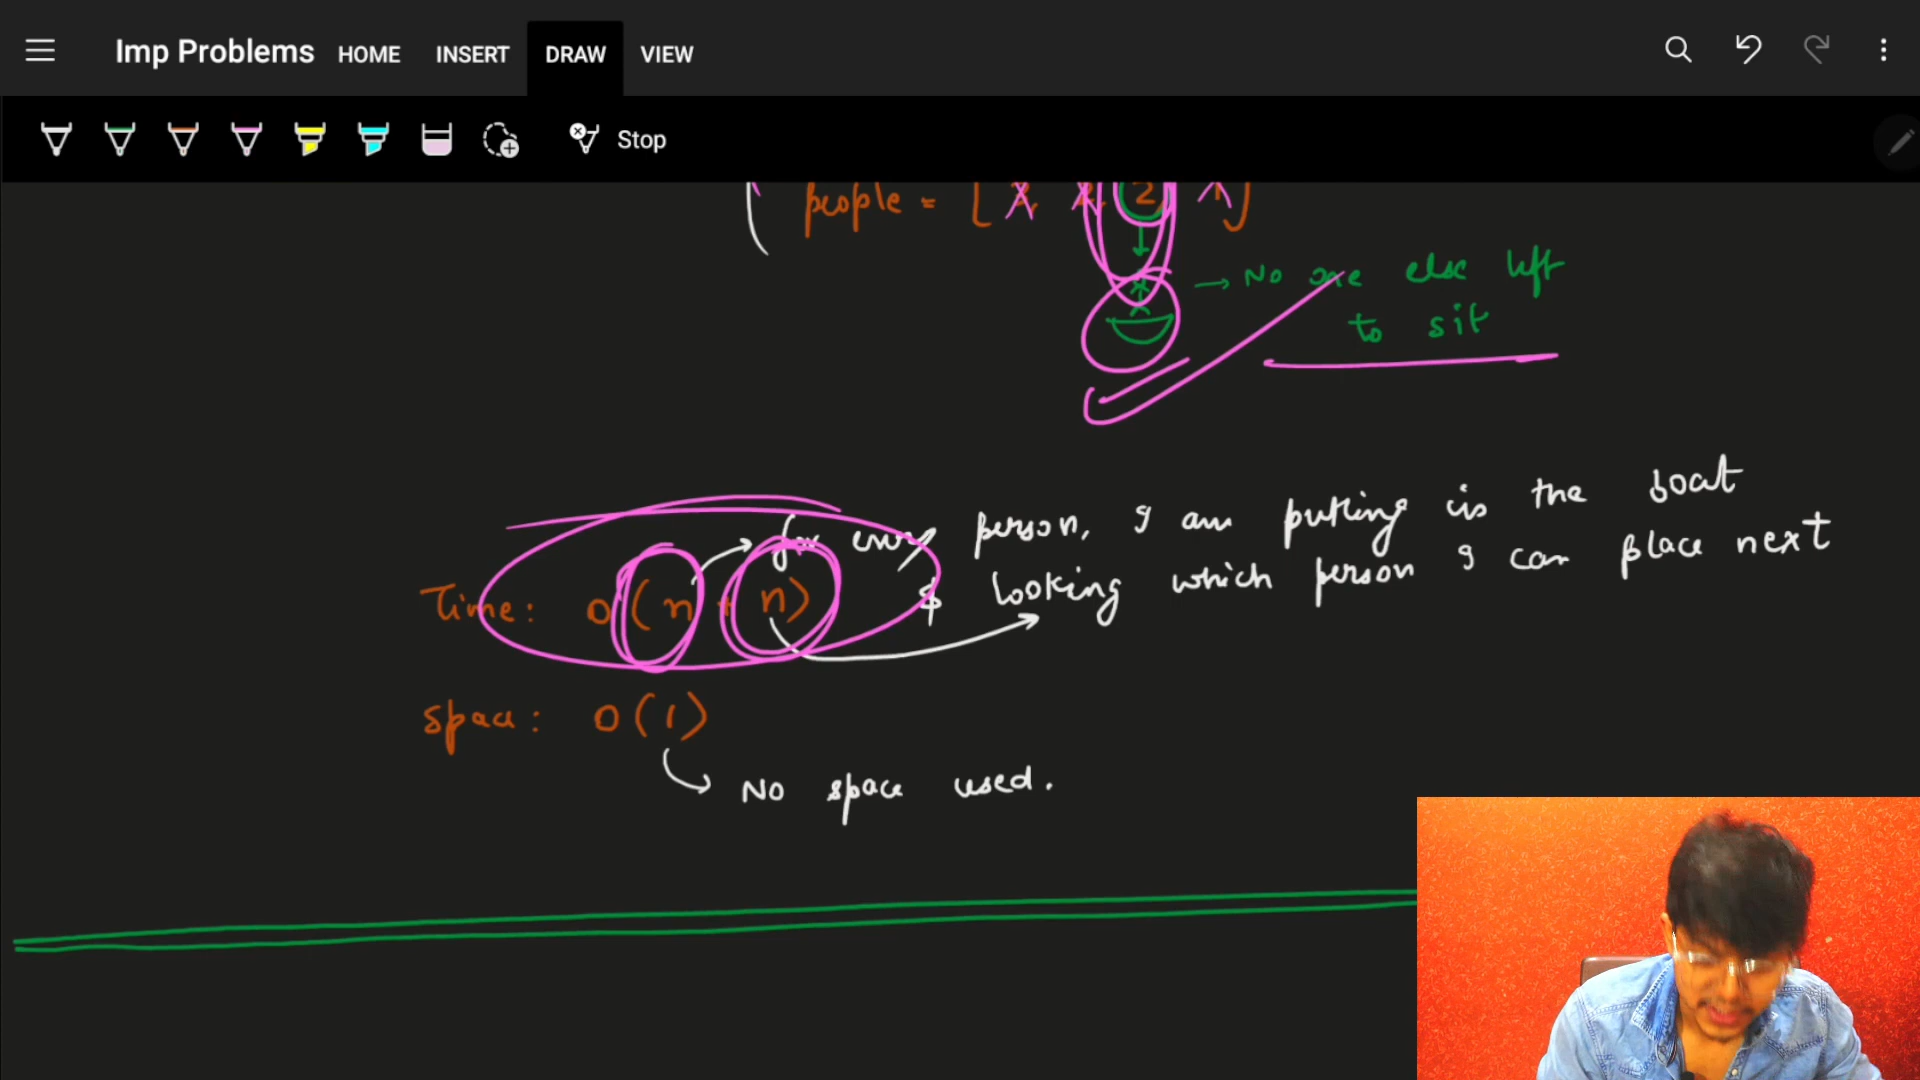 Imp Problems HOME INSERT DRAW VIEW
Stop
people = [ 2 ]
→ No one else left
to sit
for every person, I am putting in the boat
$ looking which person I can place next
Time: O(n * n)
Space: O(1)
No space used.